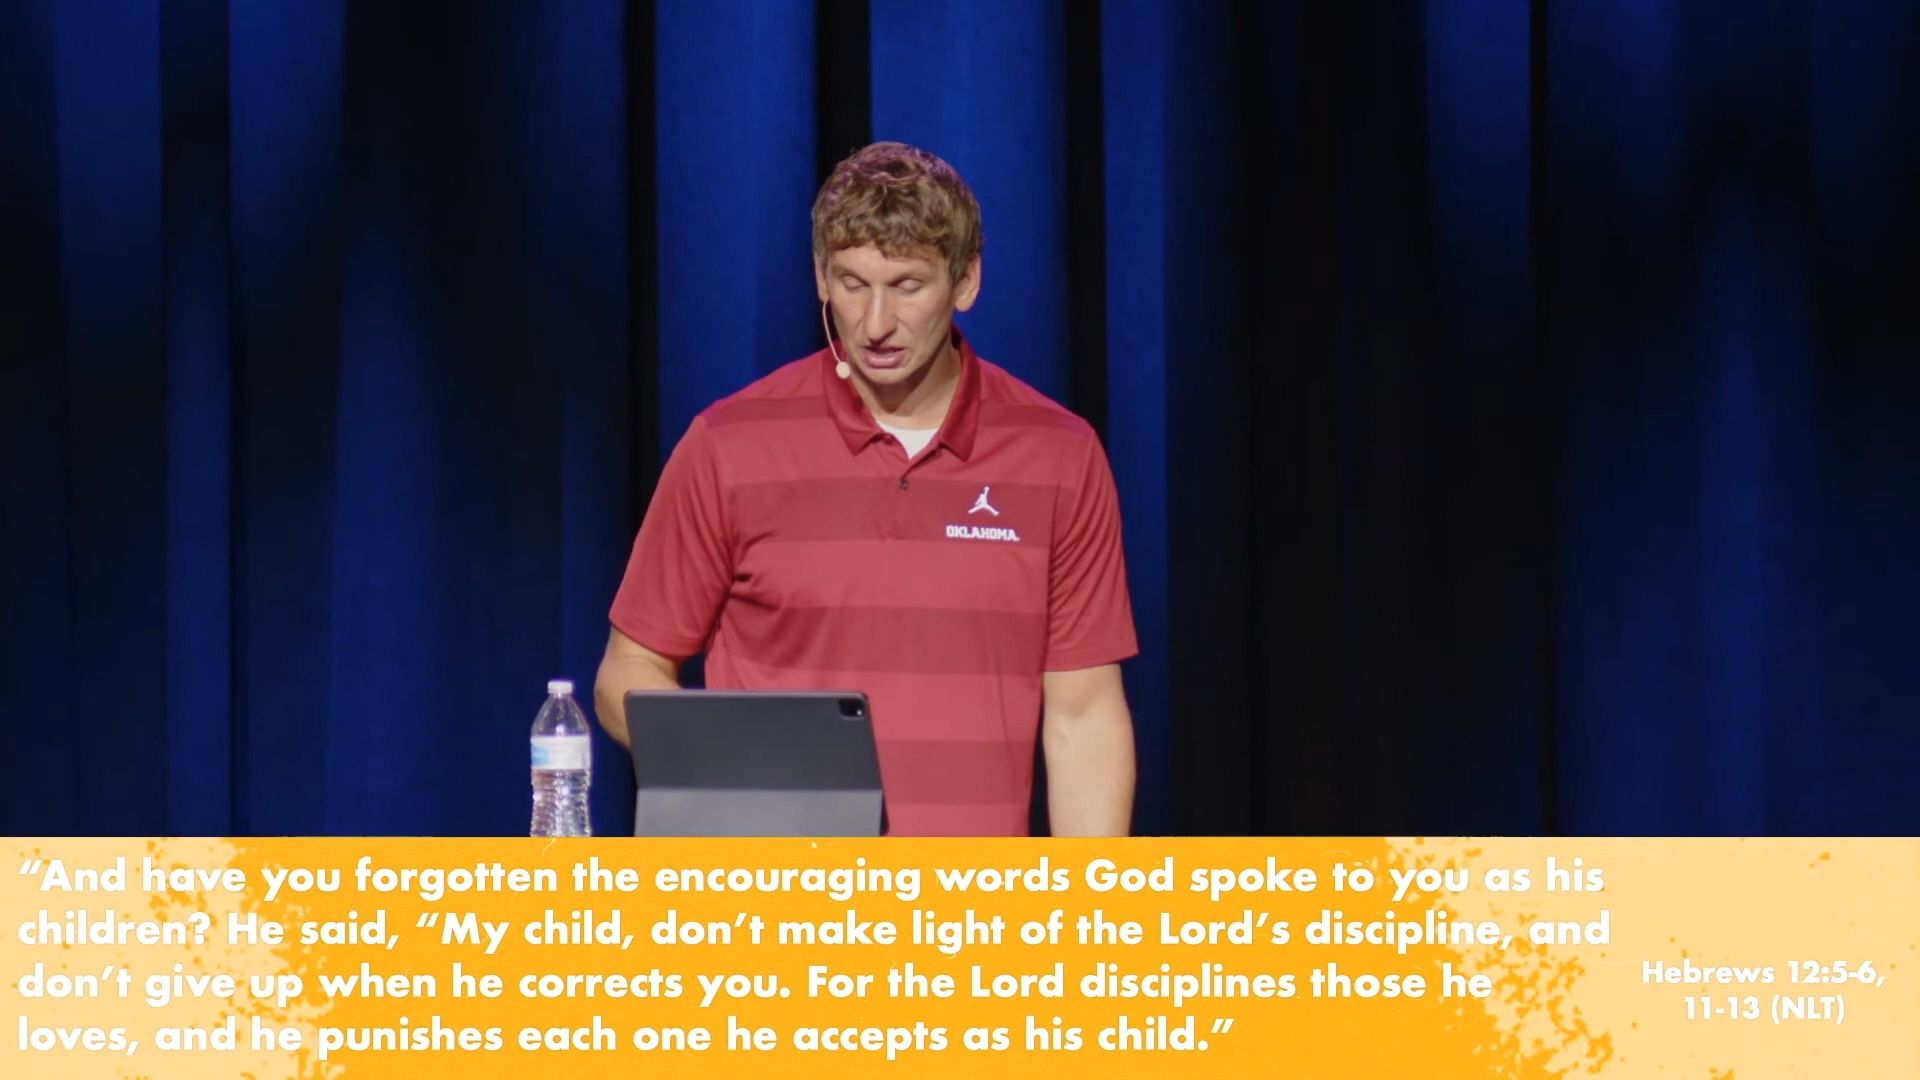 OKLAHOMA.
“And have you forgotten the encouraging words God spoke to you as his
children? He said, “My child, don’t make light of the Lord’s discipline, and
don’t give up when he corrects you. For the Lord disciplines those he
loves, and he punishes each one he accepts as his child.”
Hebrews 12:5-6,
11-13 (NLT)